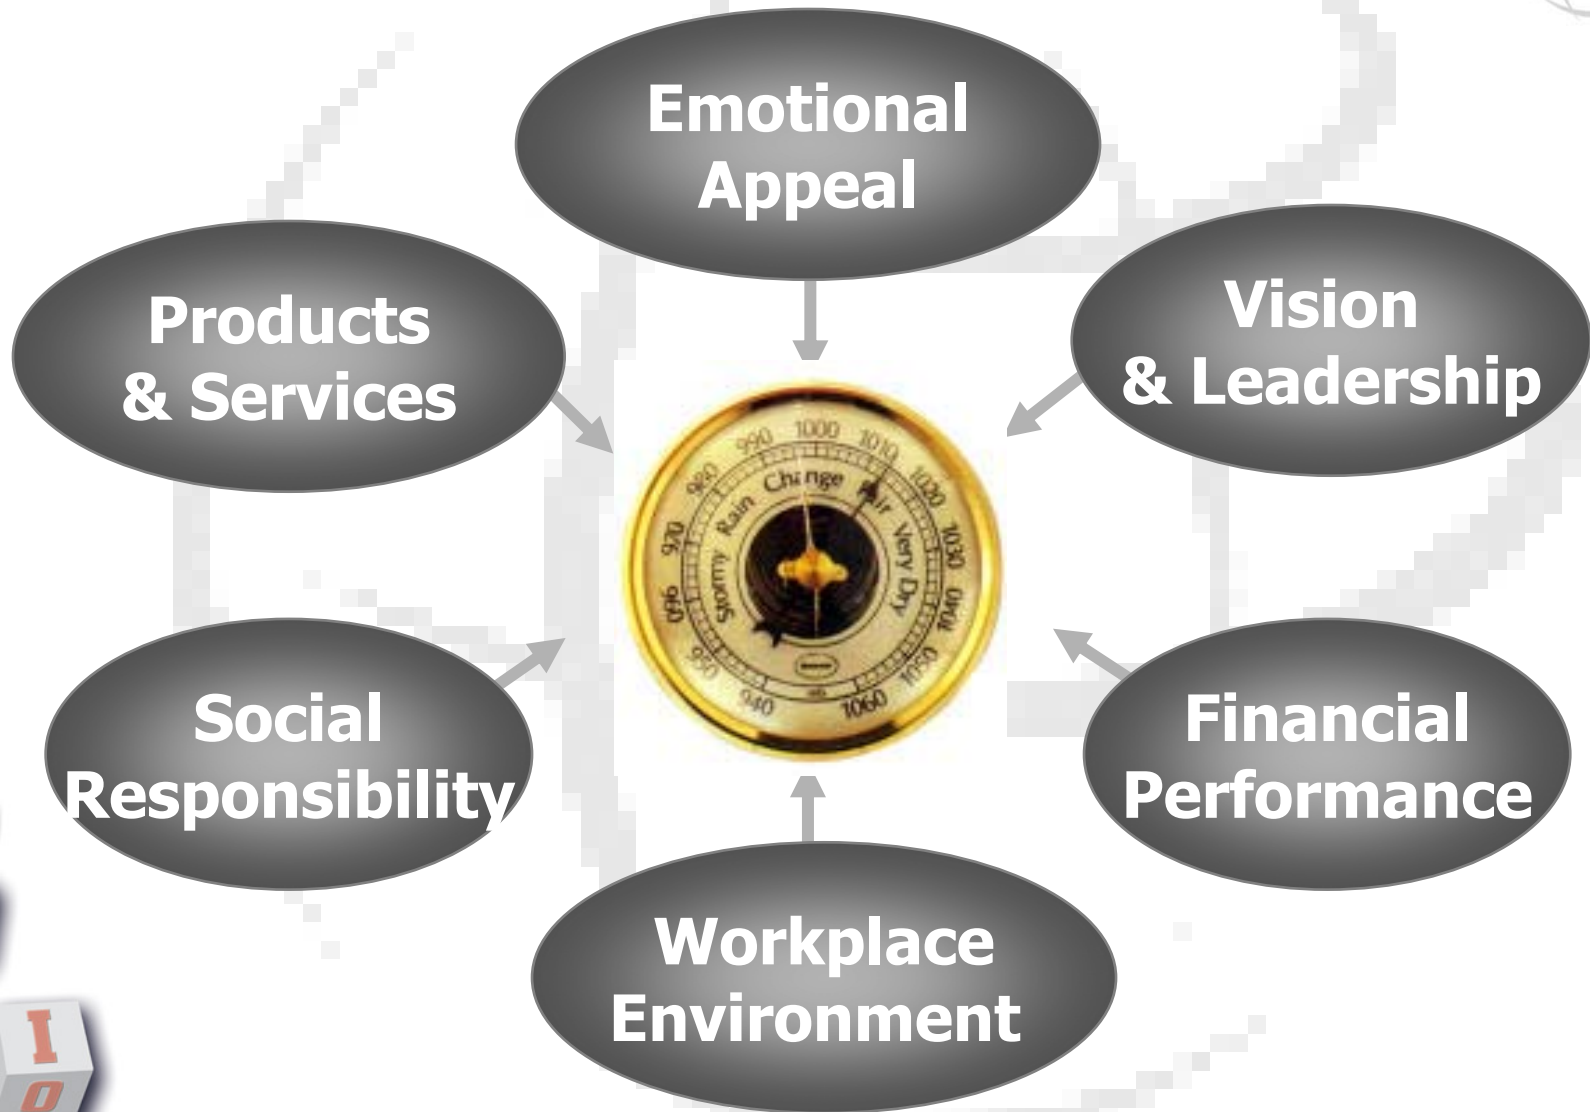 Emotional
Appeal
Products
& Services
Vision
& Leadership
990 1000 1010
980 1020
970 1030
960 1040
950 1050
940 1060
Stormy Rain Change Fair Very Dry
Social
Responsibility
Financial
Performance
Workplace
Environment
I
O